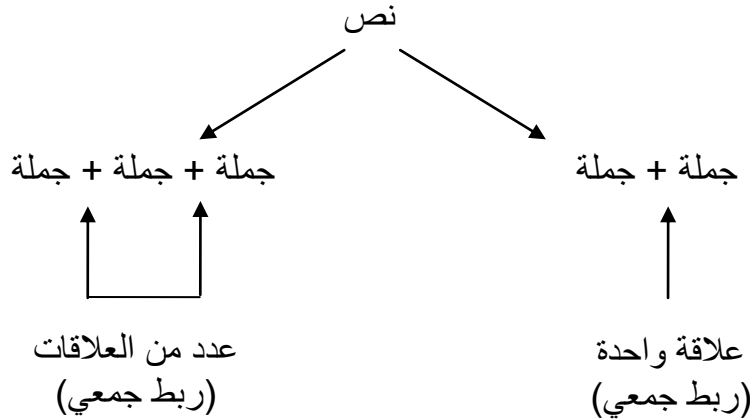 نص
جملة + جملة
جملة + جملة + جملة
علاقة واحدة
(ربط جمعي)
عدد من العلاقات
(ربط جمعي)